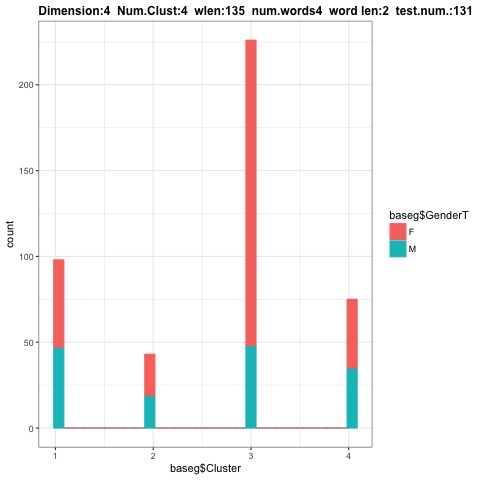 Dimension:4  Num.Clust:4  wlen:135  num.words4  word len:2  test.num.:131
200
150
100
50
0
count
1 2 3 4
baseg$Cluster
baseg$GenderT
F
M